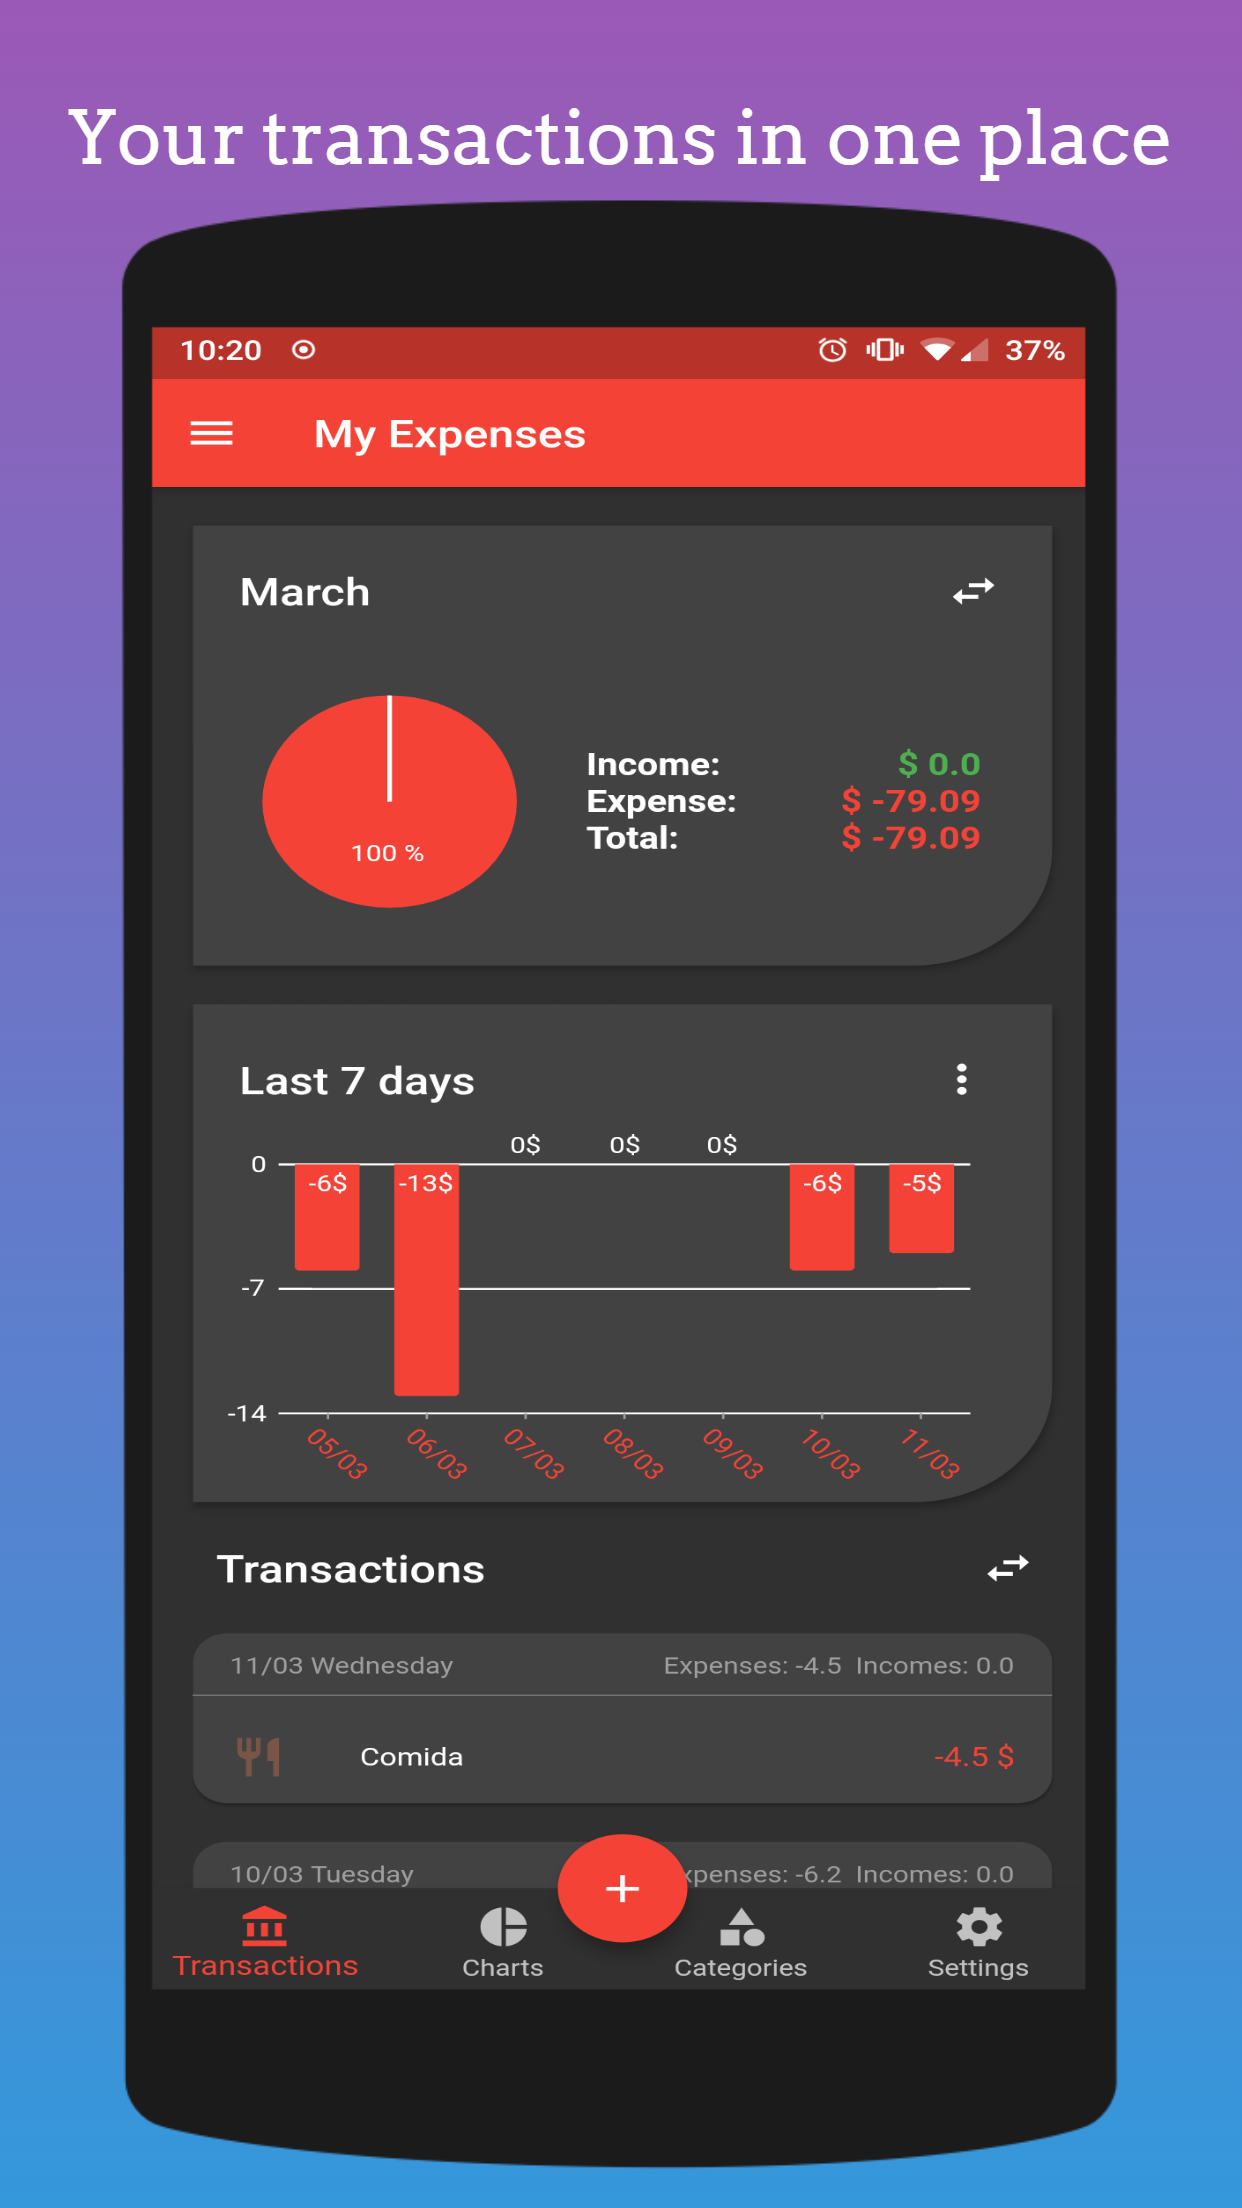 Your transactions in one place
10:20 37%
My Expenses
March
100 %
Income: $ 0.0
Expense: $ -79.09
Total: $ -79.09
Last 7 days
0$ 0$ 0$
0
-6$ -13$ -6$ -5$
-7
-14
05/03 06/03 07/03 08/03 09/03 10/03 11/03
Transactions
11/03 Wednesday Expenses: -4.5 Incomes: 0.0
Comida -4.5 $
10/03 Tuesday xpenses: -6.2 Incomes: 0.0
+
Transactions Charts Categories Settings